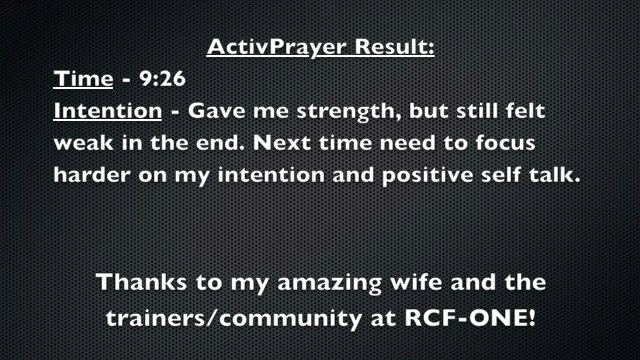 ActivPrayer Result:
Time - 9:26
Intention - Gave me strength, but still felt
weak in the end. Next time need to focus
harder on my intention and positive self talk.
Thanks to my amazing wife and the
trainers/community at RCF-ONE!